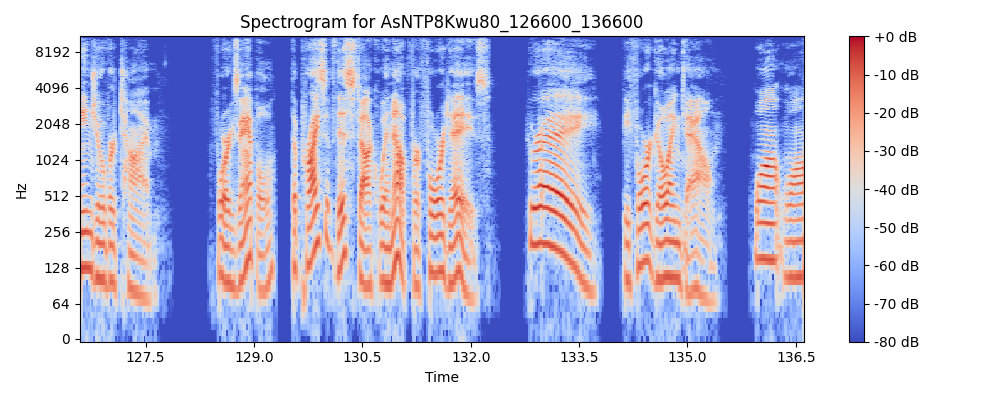 Spectrogram for AsNTP8Kwu80_126600_136600
Hz
8192
4096
2048
1024
512
256
128
64
0
127.5
129.0
130.5
132.0
133.5
135.0
136.5
Time
+0 dB
-10 dB
-20 dB
-30 dB
-40 dB
-50 dB
-60 dB
-70 dB
-80 dB